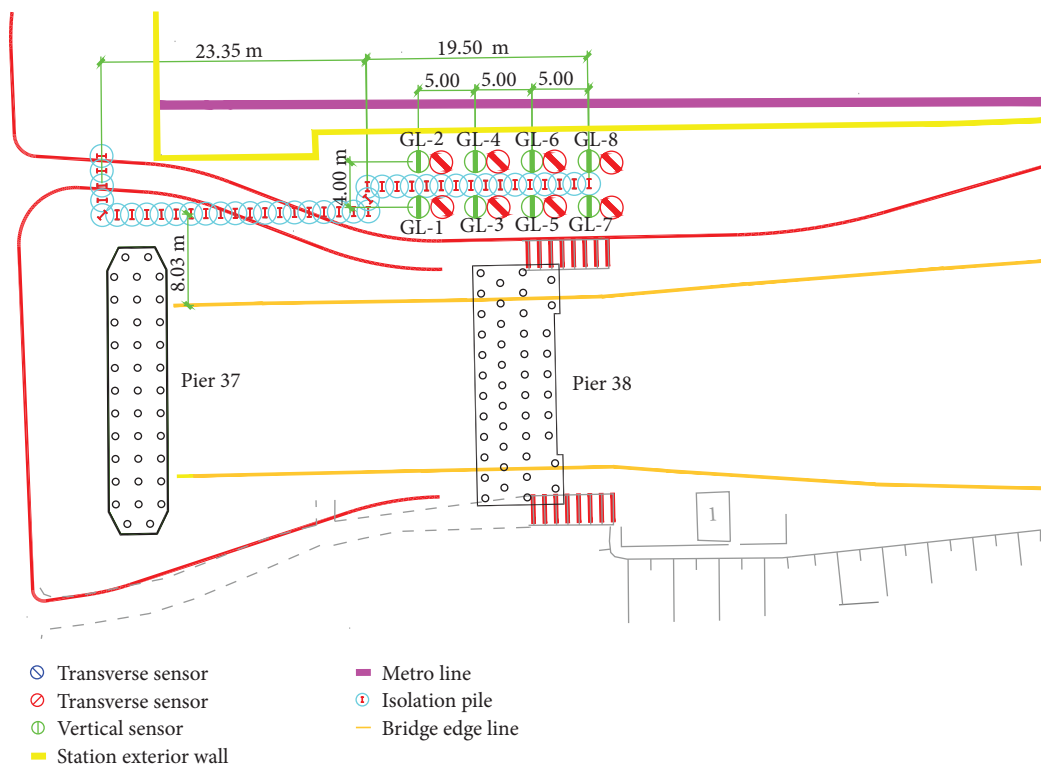 23.35 m
19.50 m
5.00 5.00 5.00
GL-2 GL-4 GL-6 GL-8
4.00 m
GL-1 GL-3 GL-5 GL-7
8.03 m
Pier 37
Pier 38
1
Transverse sensor
Transverse sensor
Vertical sensor
Station exterior wall
Metro line
Isolation pile
Bridge edge line